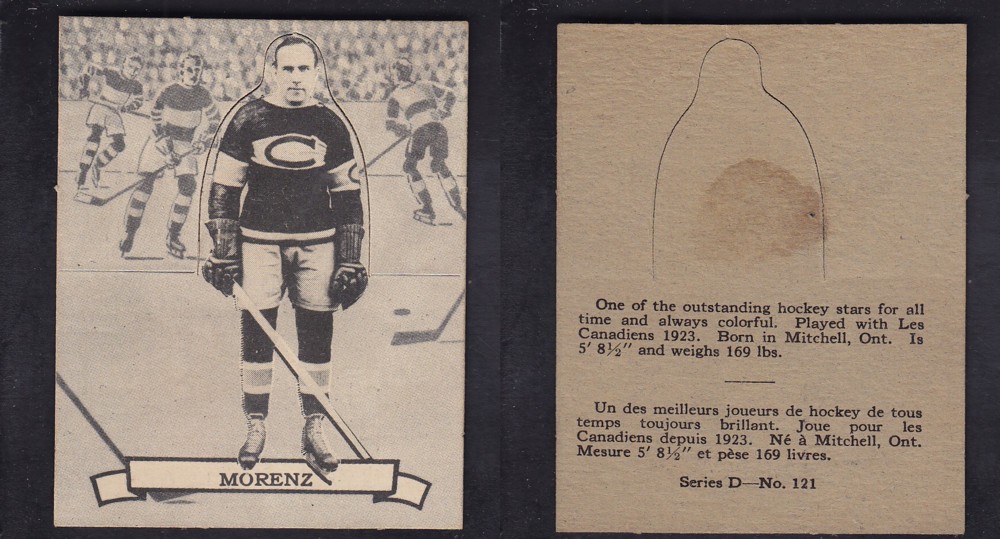 C
C
MORENZ
One of the outstanding hockey stars for all
time and always colorful. Played with Les
Canadiens 1923. Born in Mitchell, Ont. Is
5' 8½" and weighs 169 lbs.
Un des meilleurs joueurs de hockey de tous
temps toujours brillant. Joue pour les
Canadiens depuis 1923. Né à Mitchell, Ont.
Mesure 5' 8½" et pèse 169 livres.
Series D—No. 121